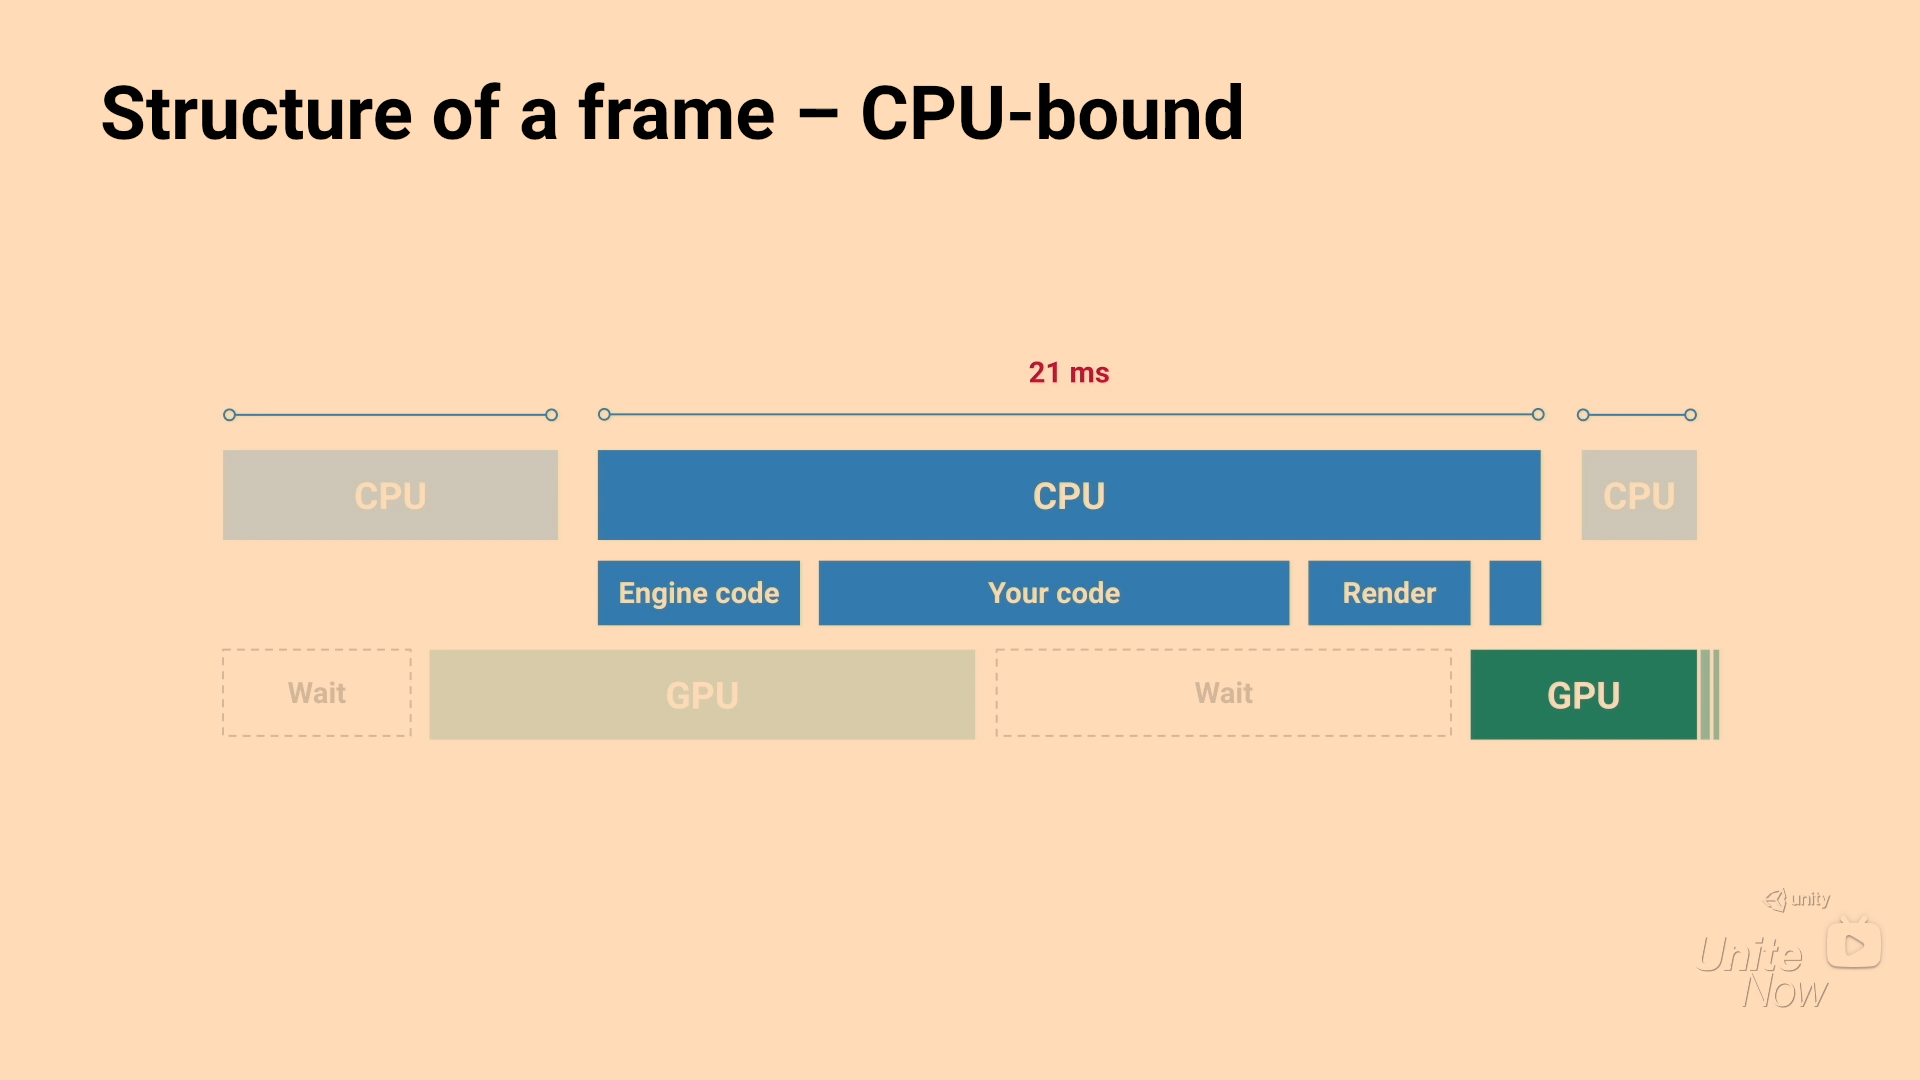 Structure of a frame – CPU-bound
21 ms
CPU
CPU
CPU
Engine code
Your code
Render
Wait
GPU
Wait
GPU
unity
Unite
Now